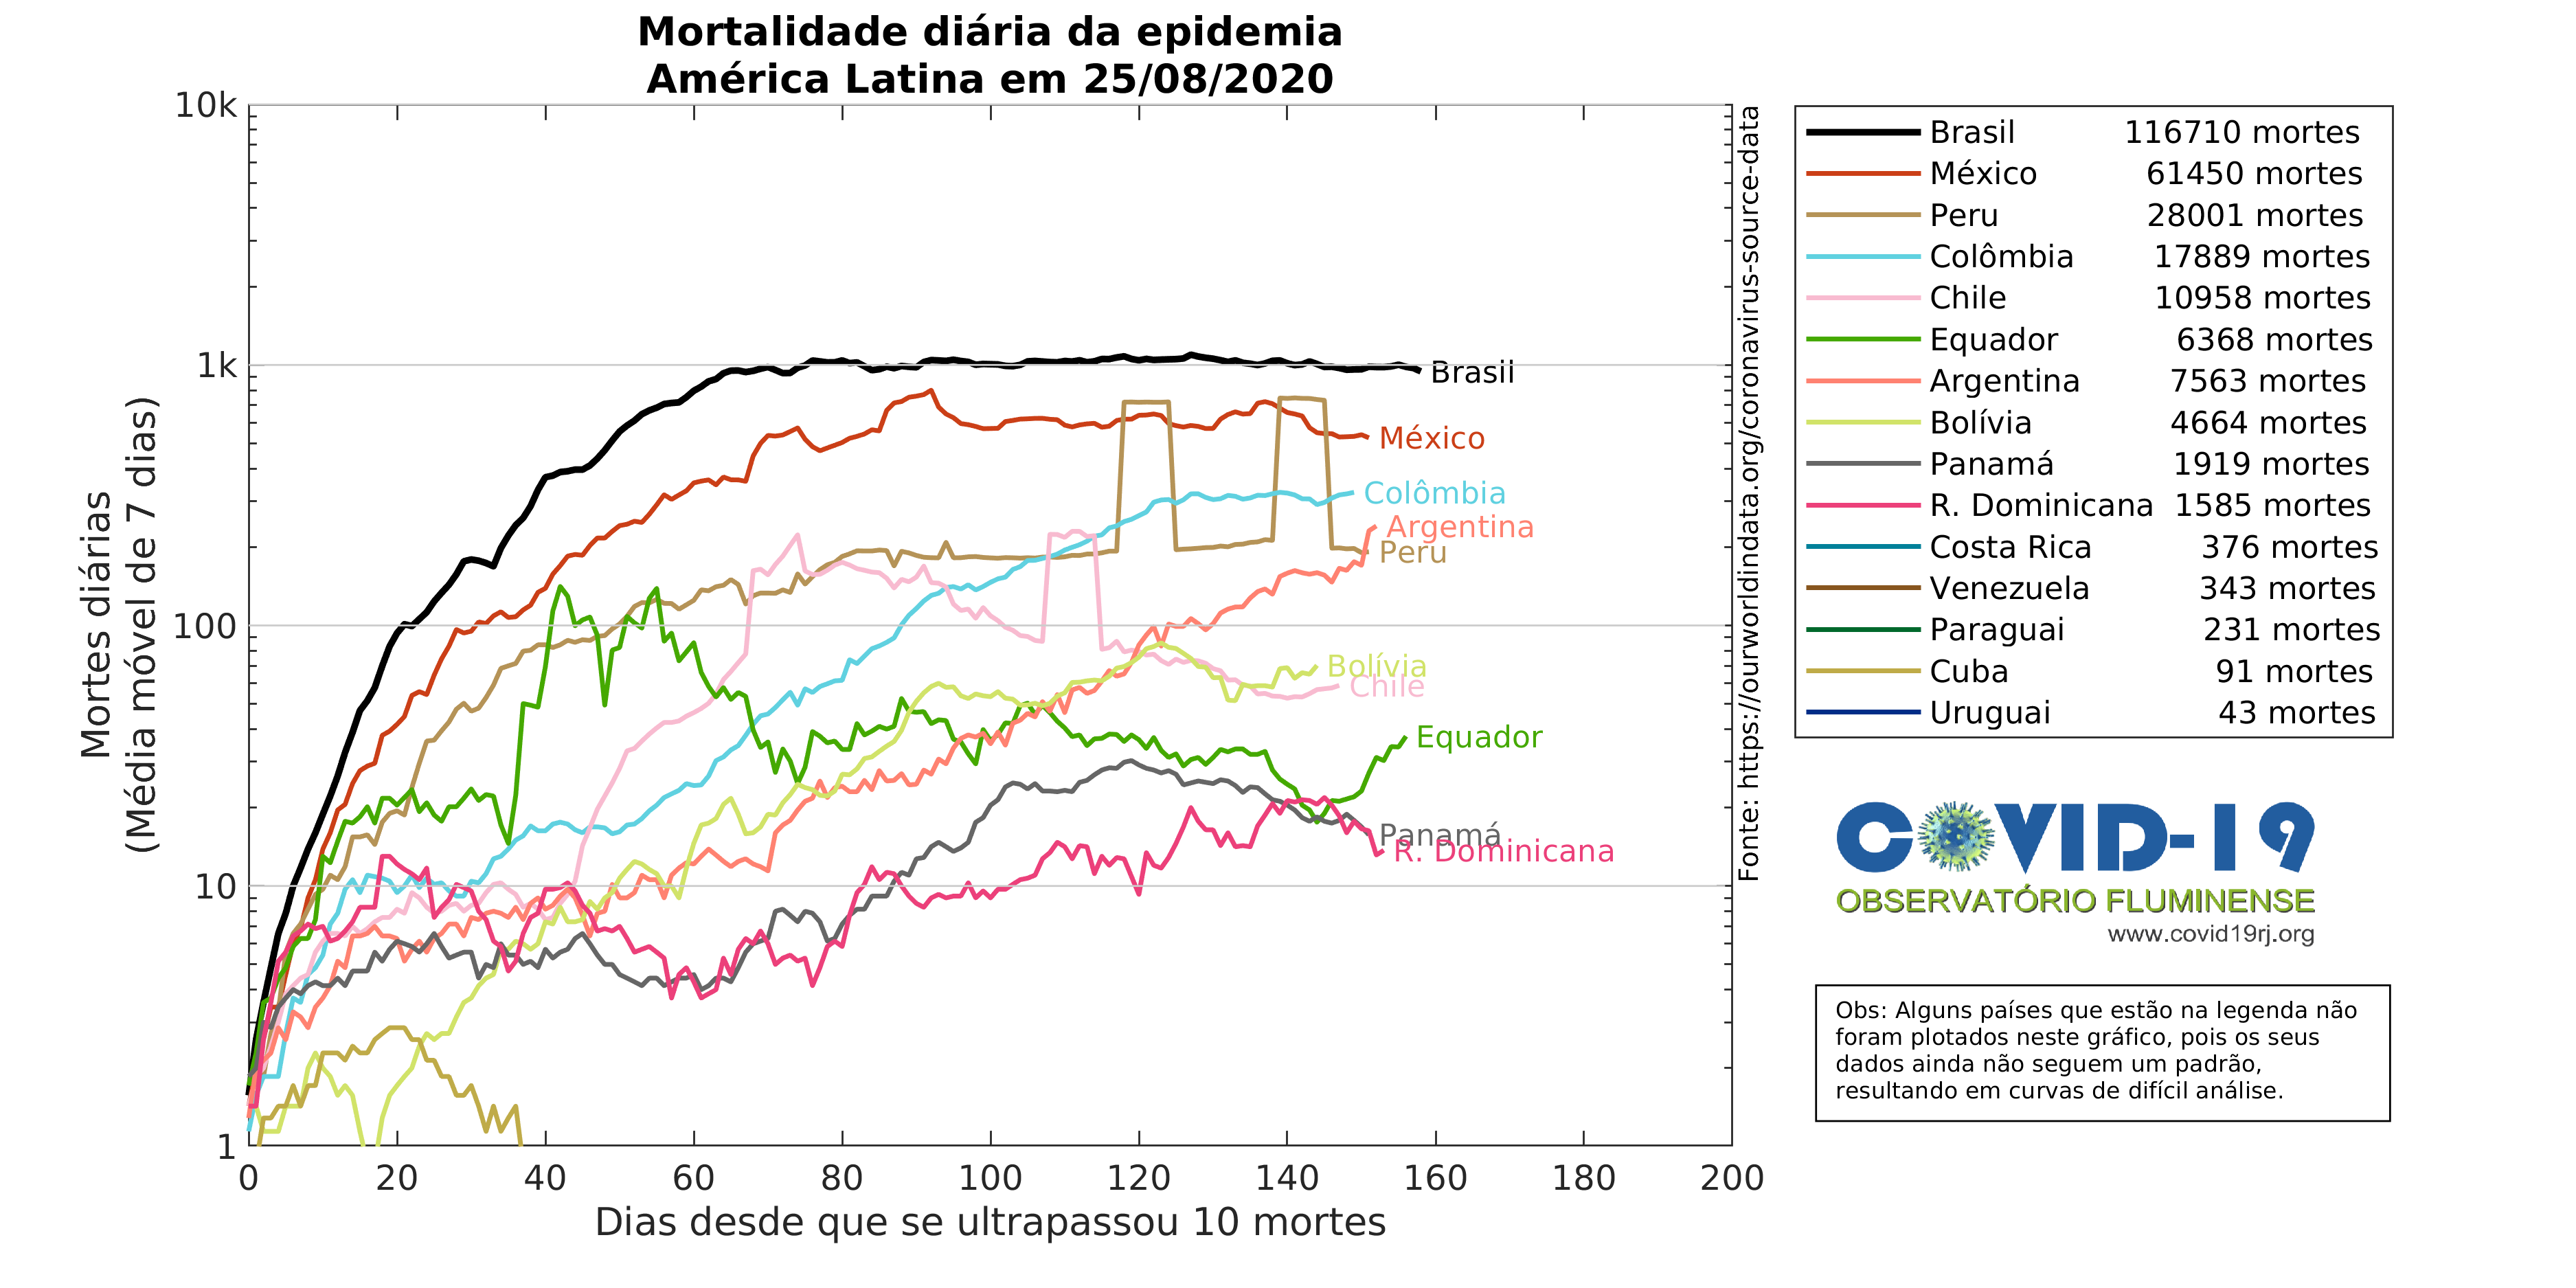 Mortalidade diária da epidemia
América Latina em 25/08/2020
Mortes diárias
(Média móvel de 7 dias)
10k
1k
100
10
1
0 20 40 60 80 100 120 140 160 180 200
Dias desde que se ultrapassou 10 mortes
Brasil
México
Colômbia
Argentina
Peru
Bolívia
Chile
Equador
Panamá
R. Dominicana
Fonte: https://ourworldindata.org/coronavirus-source-data
Brasil 116710 mortes
México 61450 mortes
Peru 28001 mortes
Colômbia 17889 mortes
Chile 10958 mortes
Equador 6368 mortes
Argentina 7563 mortes
Bolívia 4664 mortes
Panamá 1919 mortes
R. Dominicana 1585 mortes
Costa Rica 376 mortes
Venezuela 343 mortes
Paraguai 231 mortes
Cuba 91 mortes
Uruguai 43 mortes
COVID-19
OBSERVATÓRIO FLUMINENSE
www.covid19rj.org
Obs: Alguns países que estão na legenda não
foram plotados neste gráfico, pois os seus
dados ainda não seguem um padrão,
resultando em curvas de difícil análise.